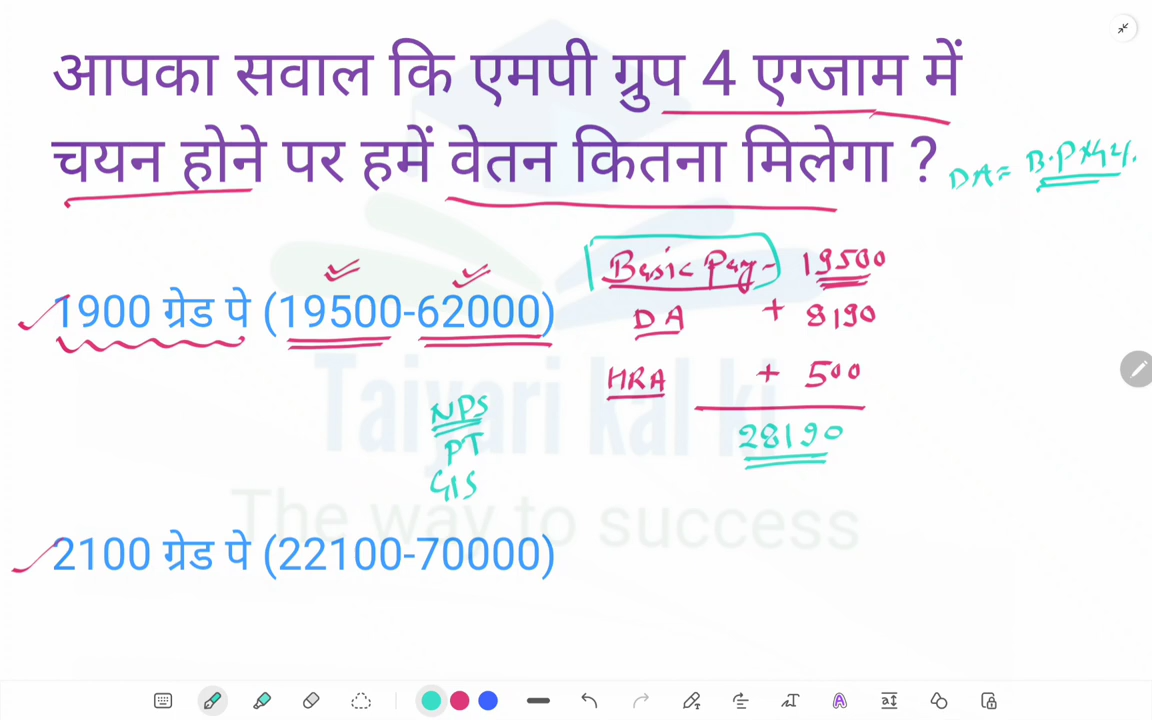 आपका सवाल कि एमपी ग्रुप 4 एग्जाम में
चयन होने पर हमें वेतन कितना मिलेगा ?
DA = B.P×42%
1900 ग्रेड पे (19500-62000)
Basic Pay - 19500
DA + 8190
HRA + 500
28190
NPS
PT
GIS
2100 ग्रेड पे (22100-70000)
Taiyari kal ki
The way to success